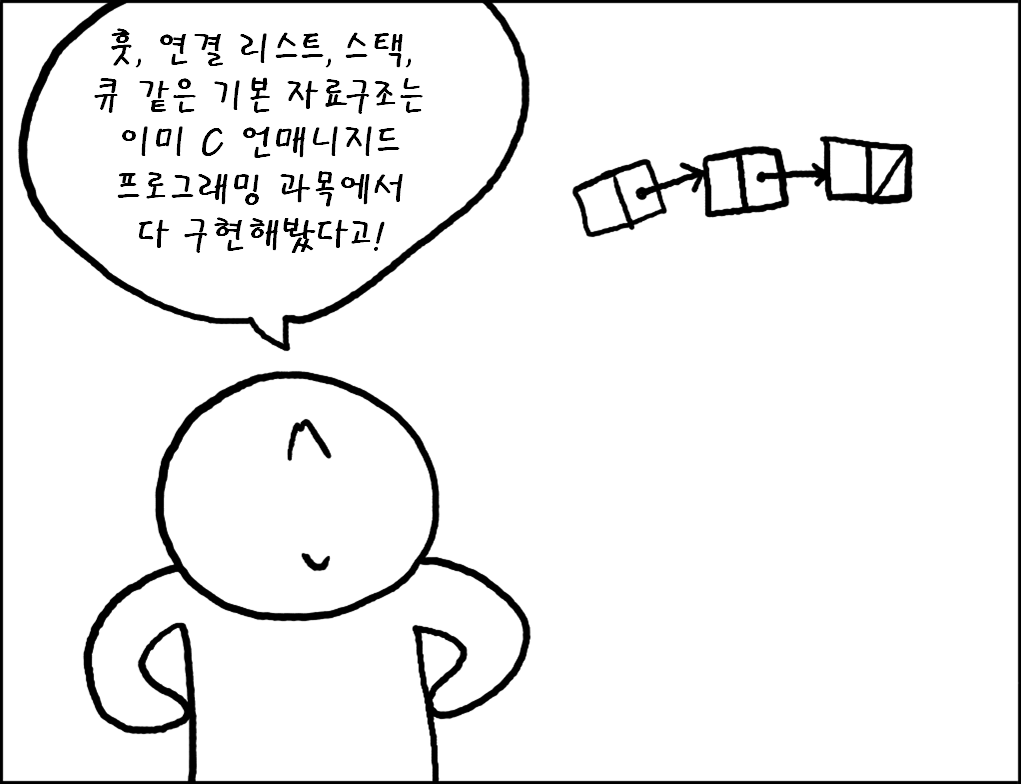 훗, 연결 리스트, 스택,
큐 같은 기본 자료구조는
이미 C 언매니지드
프로그래밍 과목에서
다 구현해봤다고!